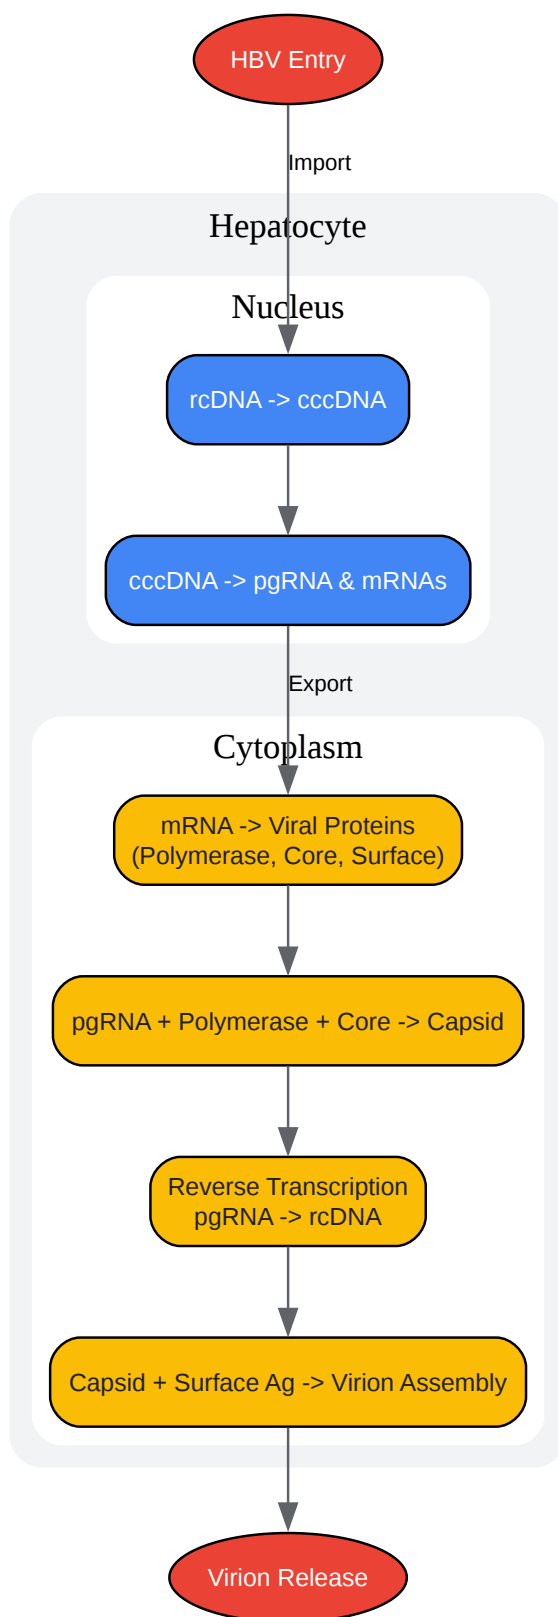 HBV Entry
Import
Hepatocyte
Nucleus
rcDNA -> cccDNA
cccDNA -> pgRNA & mRNAs
Export
Cytoplasm
mRNA -> Viral Proteins
(Polymerase, Core, Surface)
pgRNA + Polymerase + Core -> Capsid
Reverse Transcription
pgRNA -> rcDNA
Capsid + Surface Ag -> Virion Assembly
Virion Release